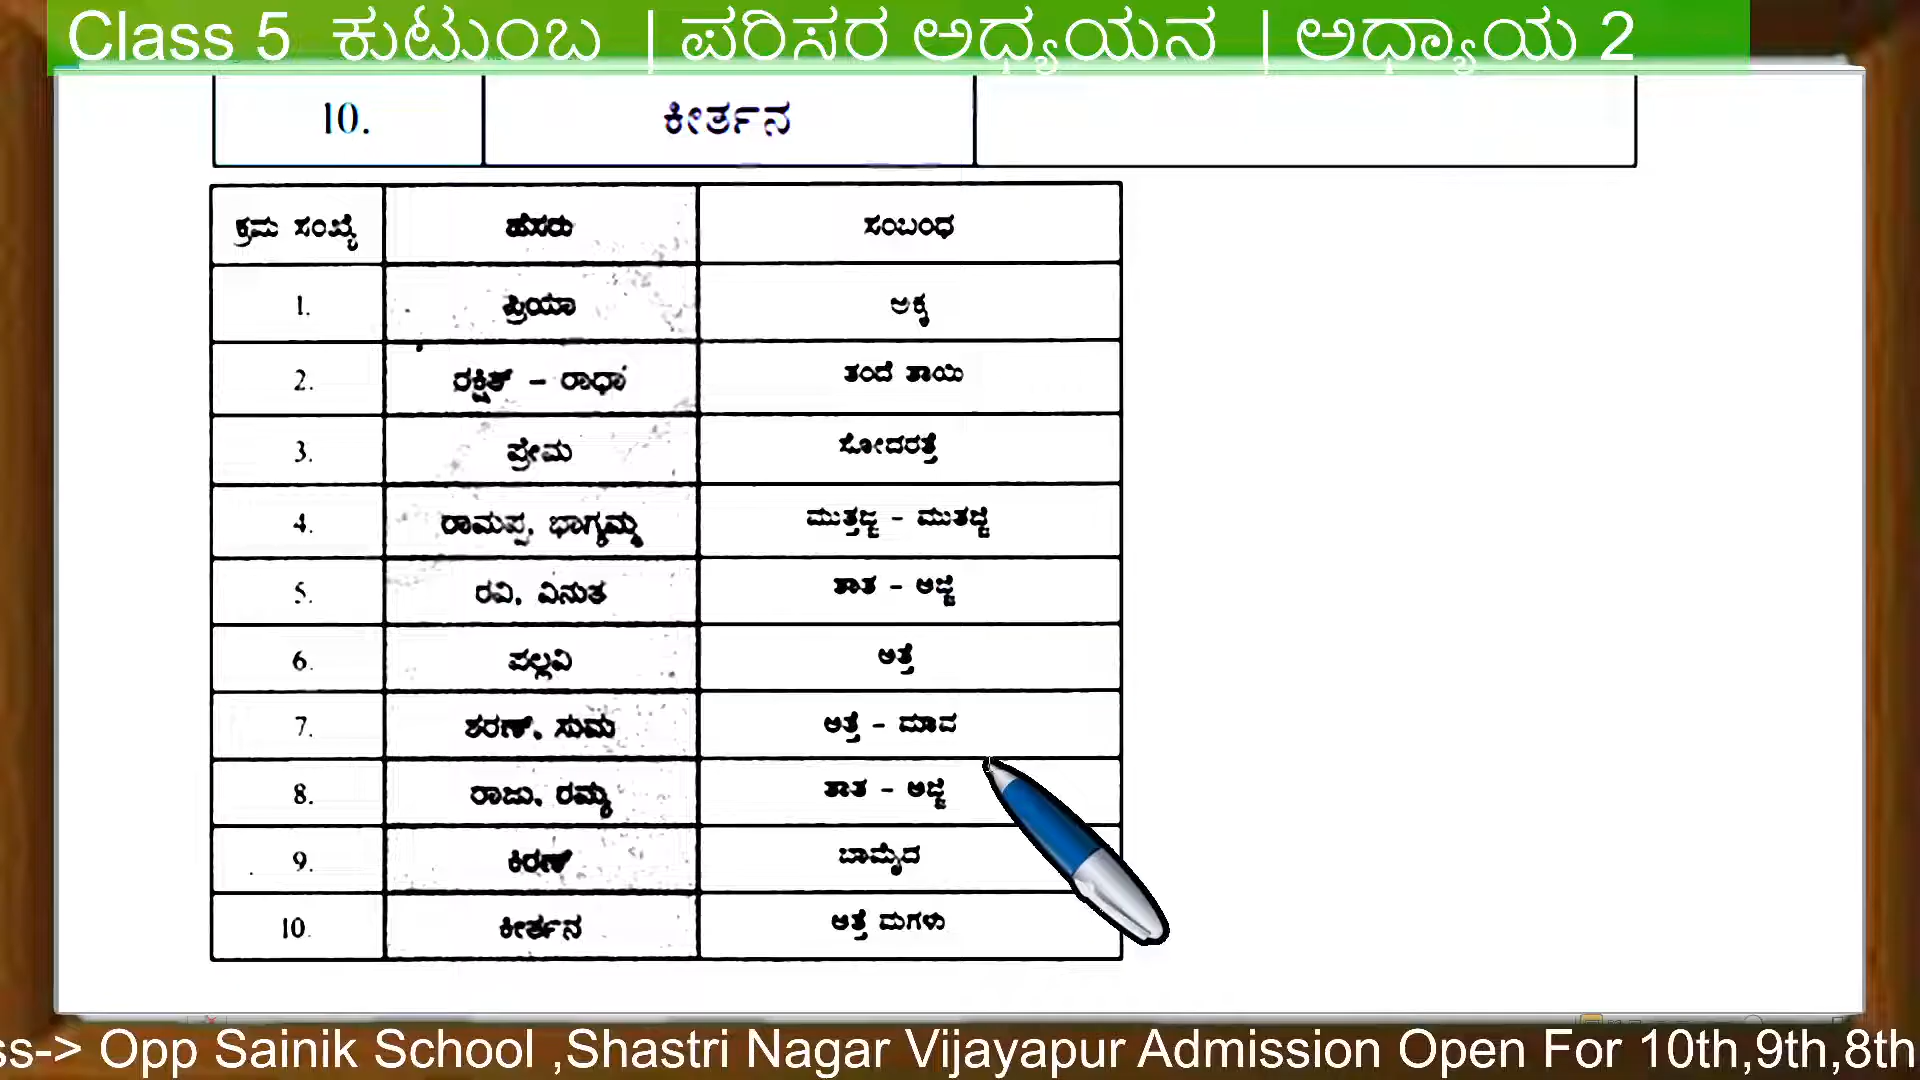 Class 5 ಕುಟುಂಬ | ಪರಿಸರ ಅಧ್ಯಯನ | ಅಧ್ಯಾಯ 2
10. ಕೀರ್ತನ
ಕ್ರಮ ಸಂಖ್ಯೆ ಹೆಸರು ಸಂಬಂಧ
1. ಪ್ರಿಯಾ ಅಕ್ಕ
2. ರಕ್ಷಿತ್ – ರಾಧಾ ತಂದೆ ತಾಯಿ
3. ಪ್ರೇಮ ಸೋದರತ್ತೆ
4. ರಾಮಪ್ಪ, ಭಾಗ್ಯಮ್ಮ ಮುತ್ತಜ್ಜ – ಮುತಜ್ಜಿ
5. ರವಿ, ವಿನುತ ತಾತ – ಅಜ್ಜಿ
6. ಪಲ್ಲವಿ ಅತ್ತೆ
7. ಶರಣ್, ಸುಮ ಅತ್ತೆ – ಮಾವ
8. ರಾಜು, ರಮ್ಯ ತಾತ – ಅಜ್ಜಿ
9. ಕಿರಣ್ ಬಾಮೈದ
10. ಕೀರ್ತನ ಅತ್ತೆ ಮಗಳು
ss-> Opp Sainik School ,Shastri Nagar Vijayapur Admission Open For 10th,9th,8th